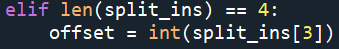 elif len(split_ins) == 4:
    offset = int(split_ins[3])